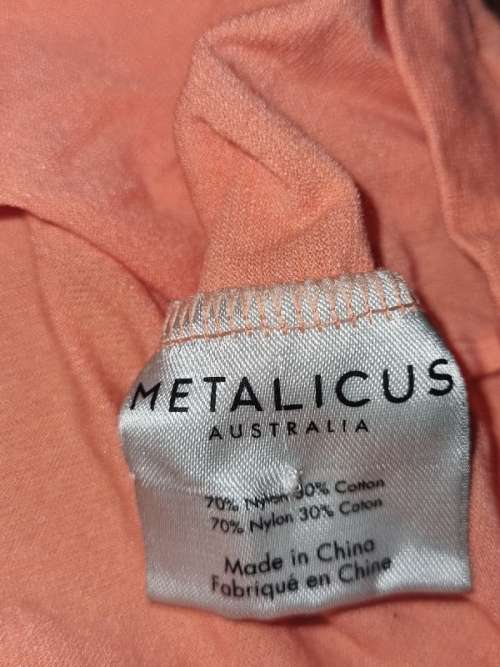 METALICUS
AUSTRALIA
70% Nylon 30% Cotton
70% Nylon 30% Coton
Made in China
Fabriqué en Chine